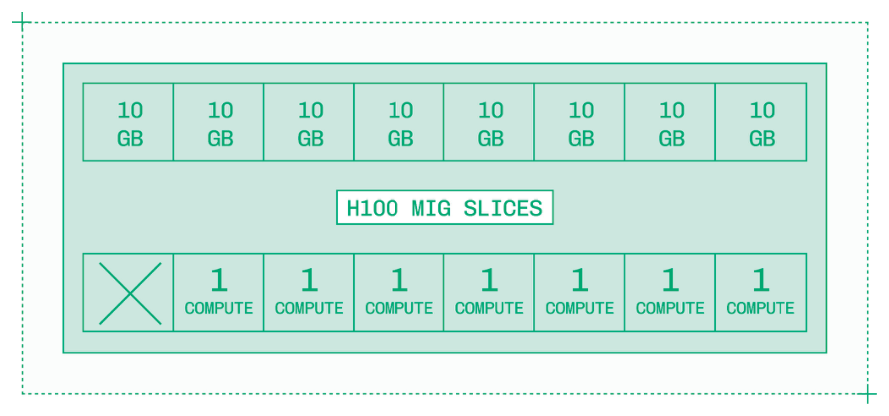 10 10 10 10 10 10 10 10
GB GB GB GB GB GB GB GB
H100 MIG SLICES
1 1 1 1 1 1 1
COMPUTE COMPUTE COMPUTE COMPUTE COMPUTE COMPUTE COMPUTE